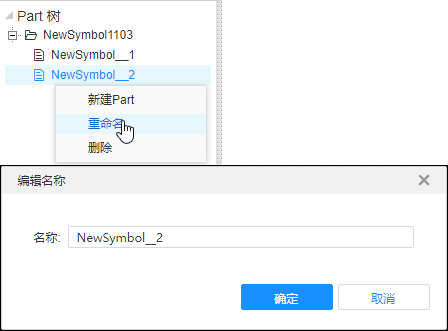 Part 树
NewSymbol1103
NewSymbol__1
NewSymbol__2
新建Part
重命名
删除
编辑名称
名称: NewSymbol__2
确定 取消